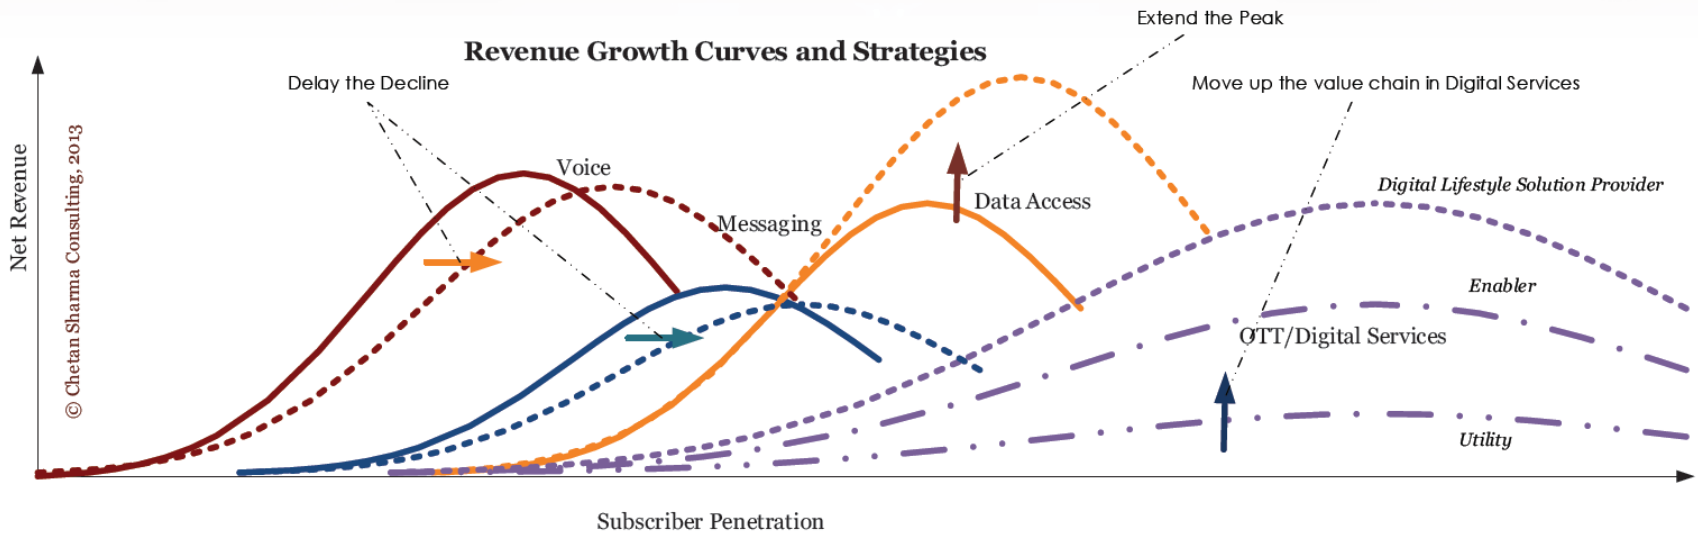 Extend the Peak
Revenue Growth Curves and Strategies
Delay the Decline
Move up the value chain in Digital Services
Net Revenue
© Chetan Sharma Consulting, 2013
Voice
Digital Lifestyle Solution Provider
Data Access
Messaging
Enabler
OTT/Digital Services
Utility
Subscriber Penetration